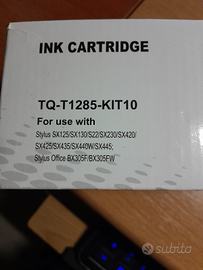 INK CARTRIDGE
TQ-T1285-KIT10
For use with
Stylus SX125/SX130/S22/SX230/SX420/
SX425/SX435/SX440W/SX445;
Stylus Office BX305F/BX305FW
subito